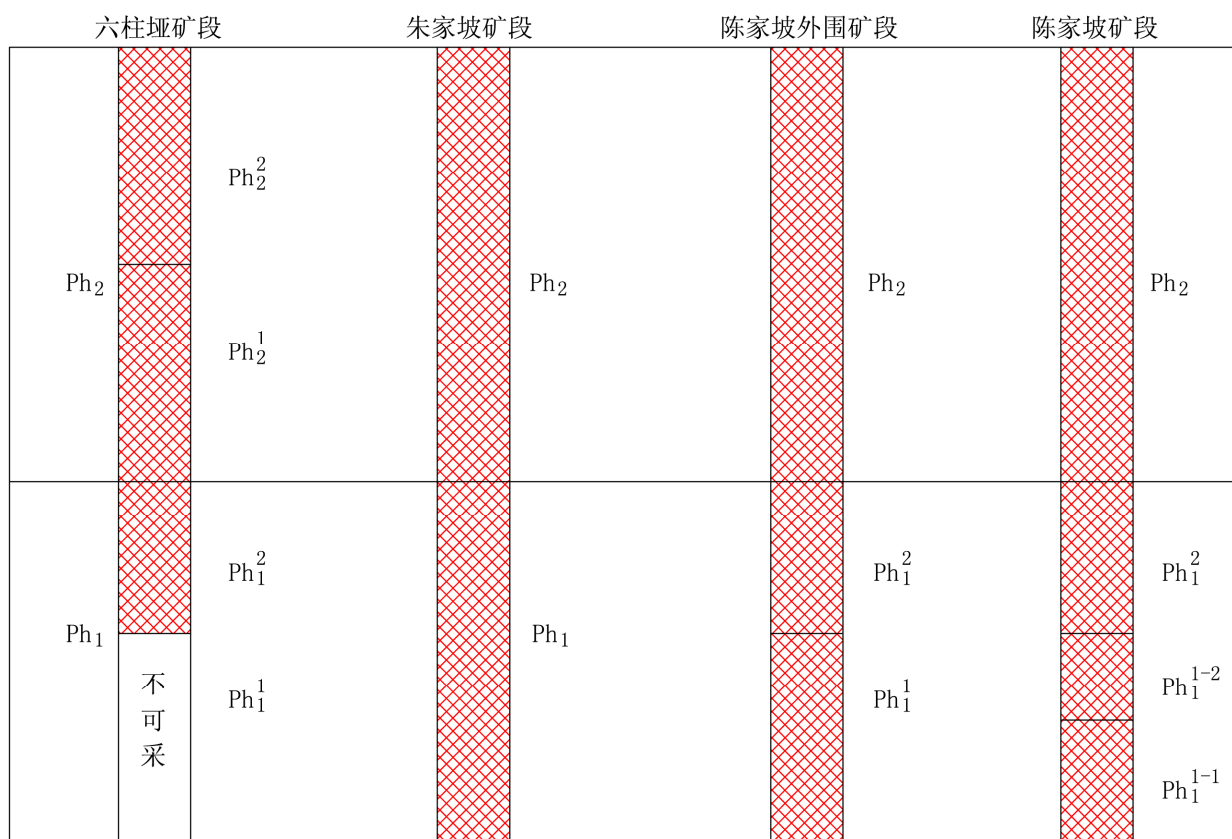 六柱垭矿段 朱家坡矿段 陈家坡外围矿段 陈家坡矿段
Ph₂²
Ph₂ Ph₂ Ph₂ Ph₂
Ph₂¹
Ph₁² Ph₁² Ph₁²
Ph₁ Ph₁
不可采 Ph₁¹ Ph₁¹ Ph₁¹⁻²
Ph₁¹⁻¹